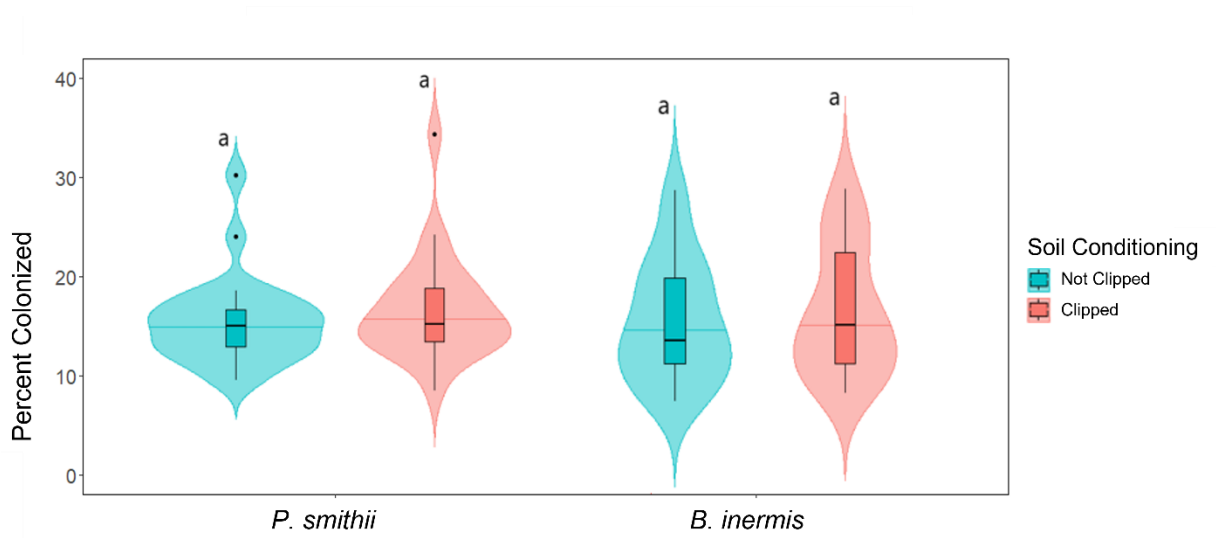 Percent Colonized
40
30
20
10
0
a
a
a
a
P. smithii
B. inermis
Soil Conditioning
Not Clipped
Clipped